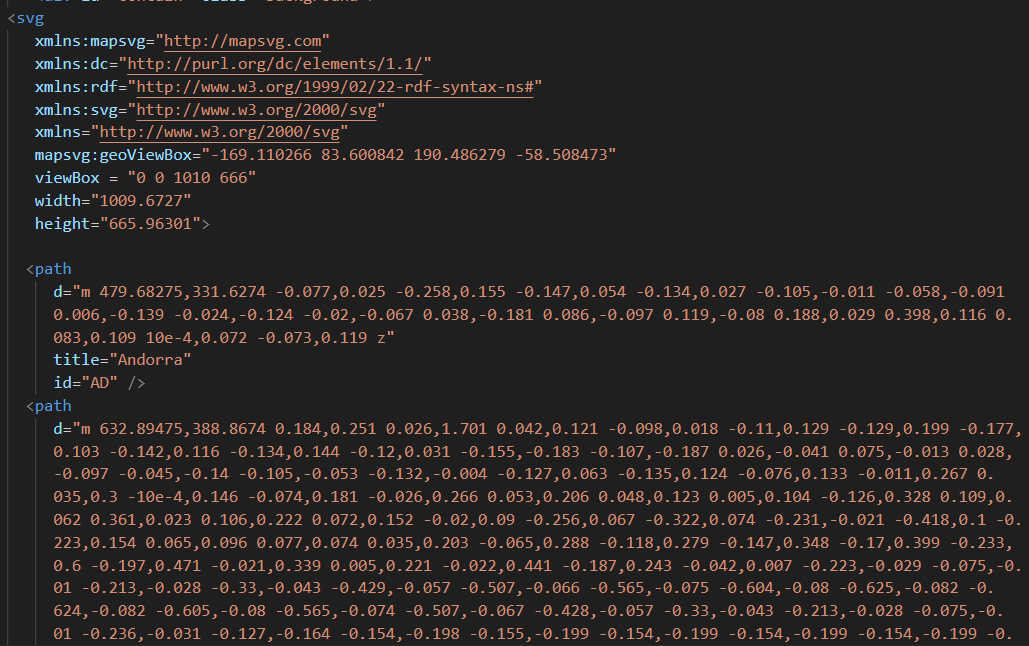 <svg
xmlns:mapsvg="http://mapsvg.com"
xmlns:dc="http://purl.org/dc/elements/1.1/"
xmlns:rdf="http://www.w3.org/1999/02/22-rdf-syntax-ns#"
xmlns:svg="http://www.w3.org/2000/svg"
xmlns="http://www.w3.org/2000/svg"
mapsvg:geoViewBox="-169.110266 83.600842 190.486279 -58.508473"
viewBox = "0 0 1010 666"
width="1009.6727"
height="665.96301">
<path
d="m 479.68275,331.6274 -0.077,0.025 -0.258,0.155 -0.147,0.054 -0.134,0.027 -0.105,-0.011 -0.058,-0.091
0.006,-0.139 -0.024,-0.124 -0.02,-0.067 0.038,-0.181 0.086,-0.097 0.119,-0.08 0.188,0.029 0.398,0.116 0.
083,0.109 10e-4,0.072 -0.073,0.119 z"
title="Andorra"
id="AD" />
<path
d="m 632.89475,388.8674 0.184,0.251 0.026,1.701 0.042,0.121 -0.098,0.018 -0.11,0.129 -0.129,0.199 -0.177,
0.103 -0.142,0.116 -0.134,0.144 -0.12,0.031 -0.155,-0.183 -0.107,-0.187 0.026,-0.041 0.075,-0.013 0.028,
-0.097 -0.045,-0.14 -0.105,-0.053 -0.132,-0.004 -0.127,0.063 -0.135,0.124 -0.076,0.133 -0.011,0.267 0.
035,0.3 -10e-4,0.146 -0.074,0.181 -0.026,0.266 0.053,0.206 0.048,0.123 0.005,0.104 -0.126,0.328 0.109,0.
062 0.361,0.023 0.106,0.222 0.072,0.152 -0.02,0.09 -0.256,0.067 -0.322,0.074 -0.231,-0.021 -0.418,0.1 -0.
223,0.154 0.065,0.096 0.077,0.074 0.035,0.203 -0.065,0.288 -0.118,0.279 -0.147,0.348 -0.17,0.399 -0.233,
0.6 -0.197,0.471 -0.021,0.339 0.005,0.221 -0.022,0.441 -0.187,0.243 -0.042,0.007 -0.223,-0.029 -0.075,-0.
01 -0.213,-0.028 -0.33,-0.043 -0.429,-0.057 -0.507,-0.066 -0.565,-0.075 -0.604,-0.08 -0.625,-0.082 -0.
624,-0.082 -0.605,-0.08 -0.565,-0.074 -0.507,-0.067 -0.428,-0.057 -0.33,-0.043 -0.213,-0.028 -0.075,-0.
01 -0.236,-0.031 -0.127,-0.164 -0.154,-0.198 -0.155,-0.199 -0.154,-0.199 -0.154,-0.199 -0.154,-0.199 -0.